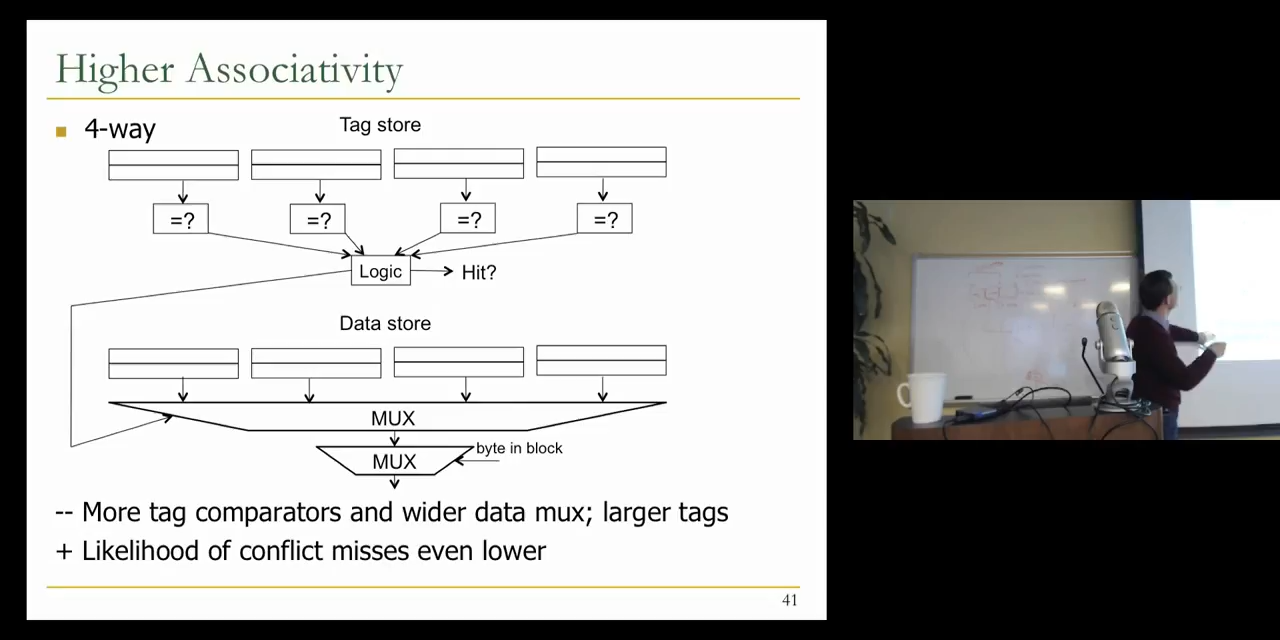 Higher Associativity
4-way
Tag store
=? =? =? =?
Logic
Hit?
Data store
MUX
byte in block
MUX
-- More tag comparators and wider data mux; larger tags
+ Likelihood of conflict misses even lower
41